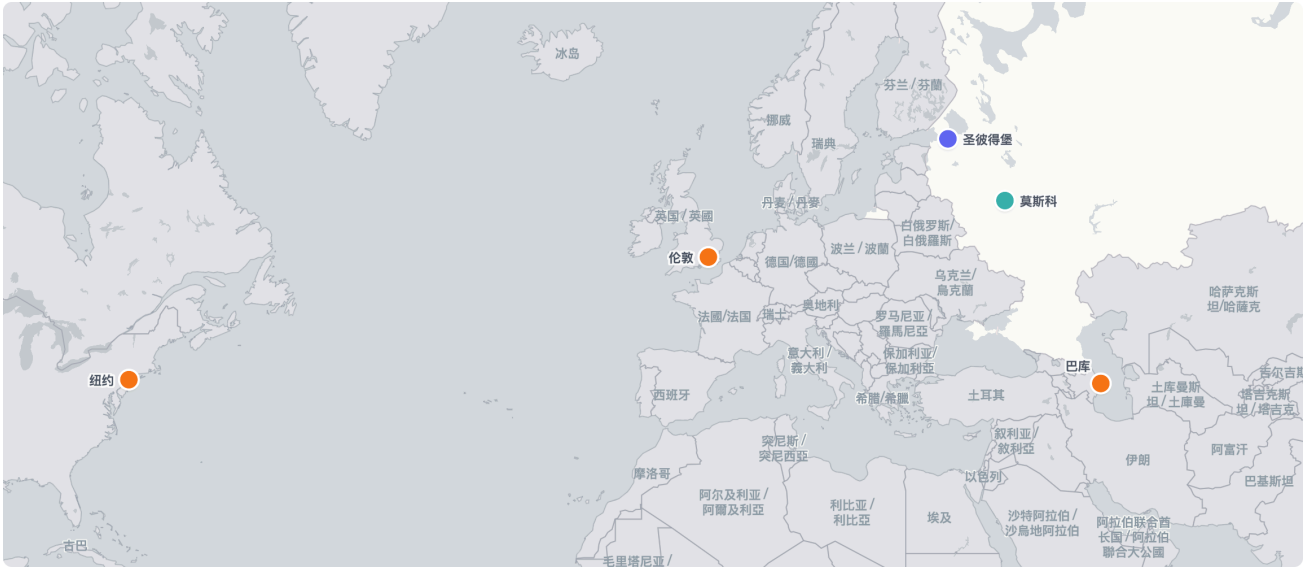 冰岛
芬兰 / 芬蘭
挪威
瑞典
圣彼得堡
莫斯科
丹麦 / 丹麥
英国 / 英國
白俄罗斯/
白俄羅斯
波兰 / 波蘭
伦敦
德国/德國
乌克兰/
烏克蘭
哈萨克斯
坦/哈薩克
奥地利
法國/法国
瑞士
罗马尼亚/
羅馬尼亞
意大利 /
義大利
保加利亚/
保加利亞
巴库
纽约
吉尔吉斯
西班牙
希腊/希臘
土耳其
土库曼斯
坦 / 土庫曼
塔吉克斯
坦 / 塔吉克
突尼斯/
突尼西亞
叙利亚/
敘利亞
伊朗
阿富汗
摩洛哥
以色列
巴基斯坦
阿尔及利亚 /
阿爾及利亞
利比亚 /
利比亞
埃及
沙特阿拉伯 /
沙烏地阿拉伯
阿拉伯联合酋
长国 / 阿拉伯
聯合大公國
古巴
毛里塔尼亚/